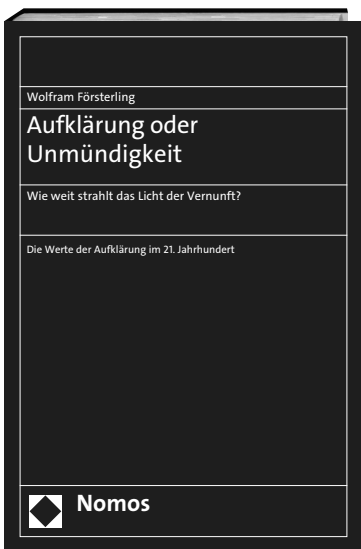 Wolfram Försterling
Aufklärung oder
Unmündigkeit
Wie weit strahlt das Licht der Vernunft?
Die Werte der Aufklärung im 21. Jahrhundert
Nomos